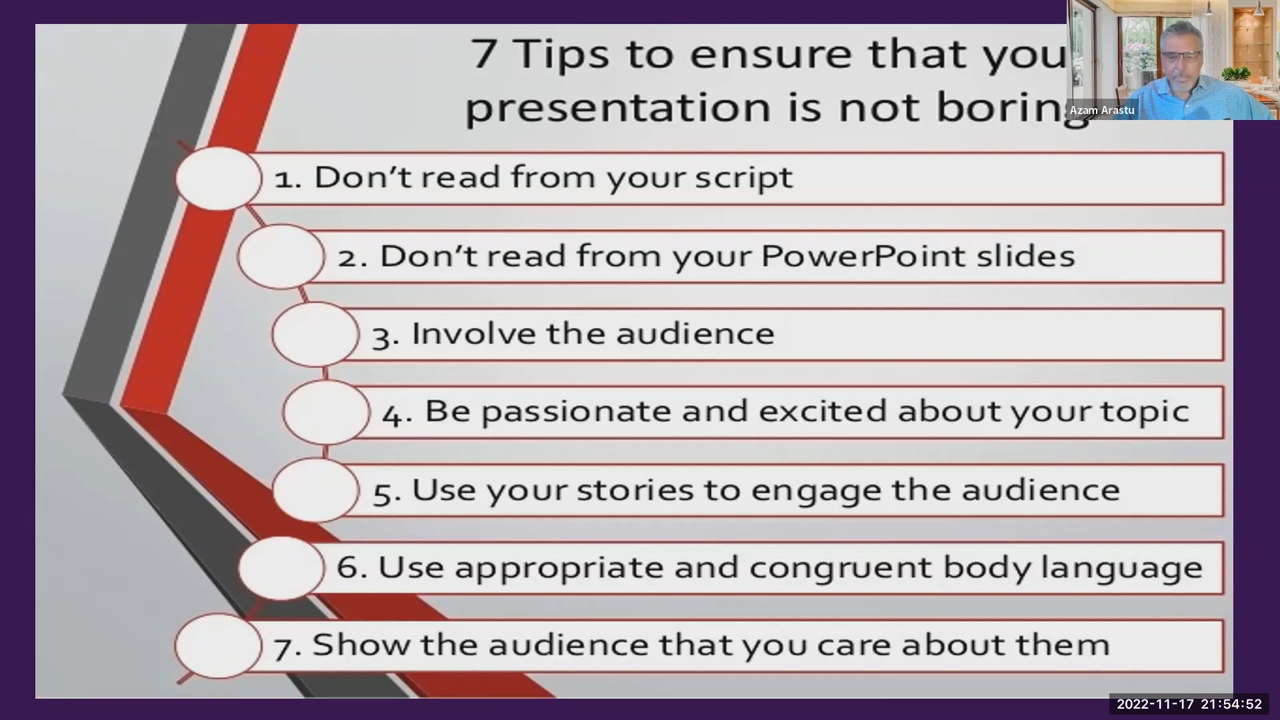 7 Tips to ensure that you
presentation is not boring
Azam Arastu
1. Don't read from your script
2. Don't read from your PowerPoint slides
3. Involve the audience
4. Be passionate and excited about your topic
5. Use your stories to engage the audience
6. Use appropriate and congruent body language
7. Show the audience that you care about them
2022-11-17 21:54:52